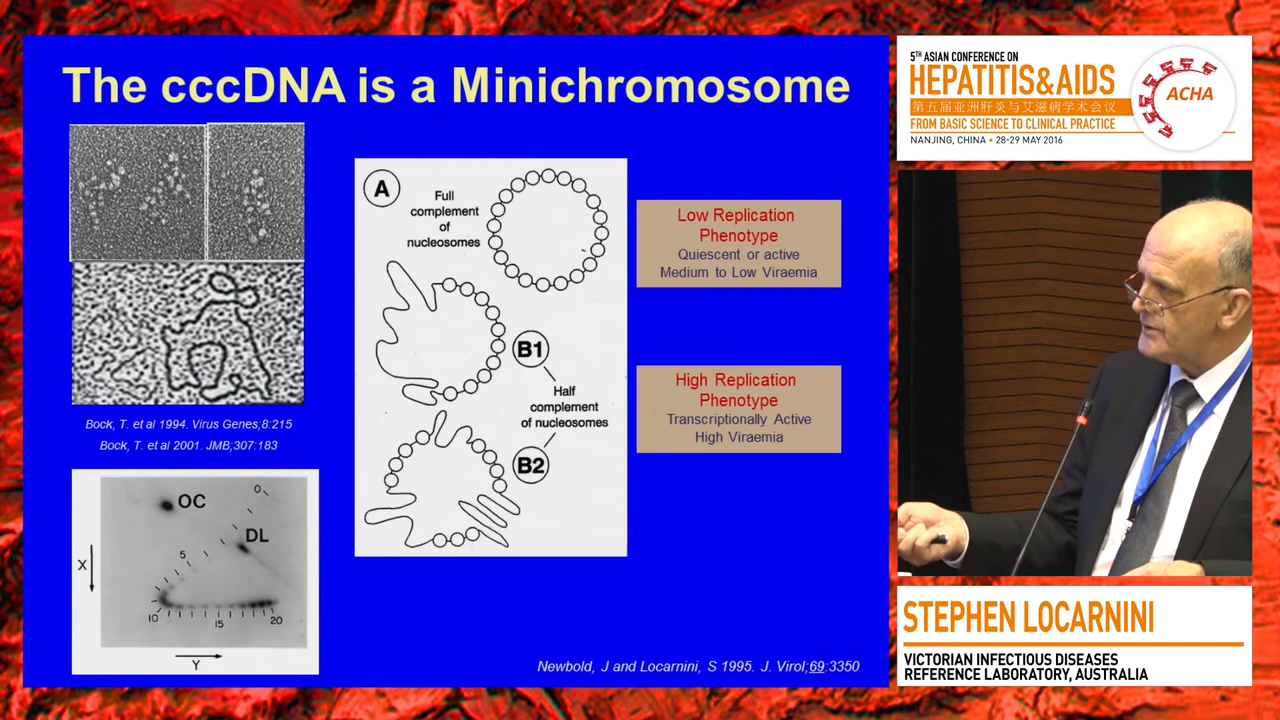 The cccDNA is a Minichromosome
Bock, T. et al 1994. Virus Genes;8:215
Bock, T. et al 2001. JMB;307:183
OC
0
DL
5
X
10
15
20
Y
A
Full
complement
of
nucleosomes
B1
Half
complement
of nucleosomes
B2
Low Replication
Phenotype
Quiescent or active
Medium to Low Viraemia
High Replication
Phenotype
Transcriptionally Active
High Viraemia
Newbold, J and Locarnini, S 1995. J. Virol;69:3350
5TH ASIAN CONFERENCE ON
HEPATITIS&AIDS
第五届亚洲肝炎与艾滋病学术会议
FROM BASIC SCIENCE TO CLINICAL PRACTICE
NANJING, CHINA • 28-29 MAY 2016
ACHA
STEPHEN LOCARNINI
VICTORIAN INFECTIOUS DISEASES
REFERENCE LABORATORY, AUSTRALIA